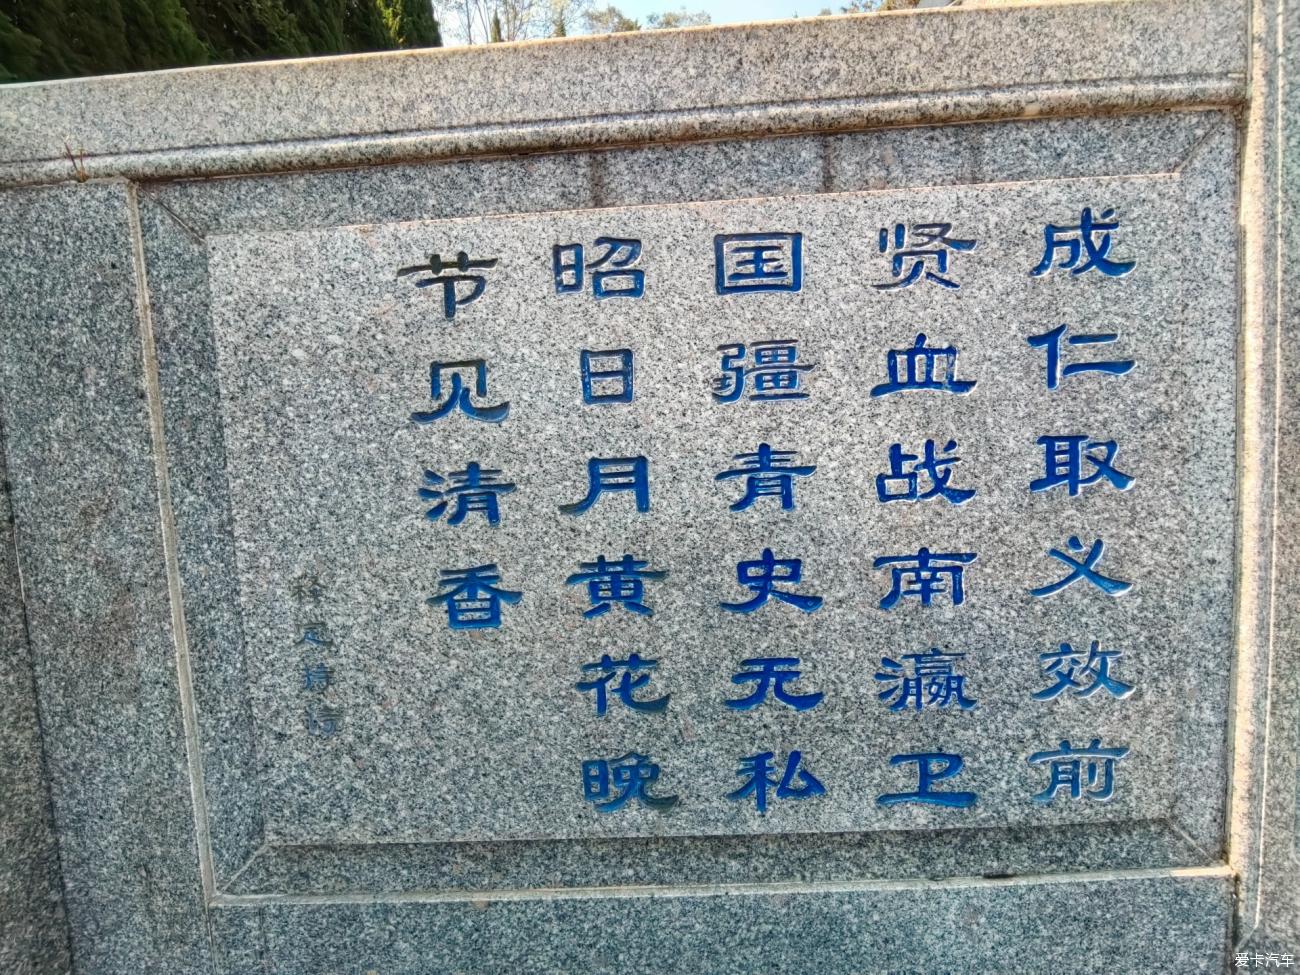 成仁取义效前
贤血战南瀛卫
国疆青史无私
昭日月黄花晚
节见清香
爱卡汽车